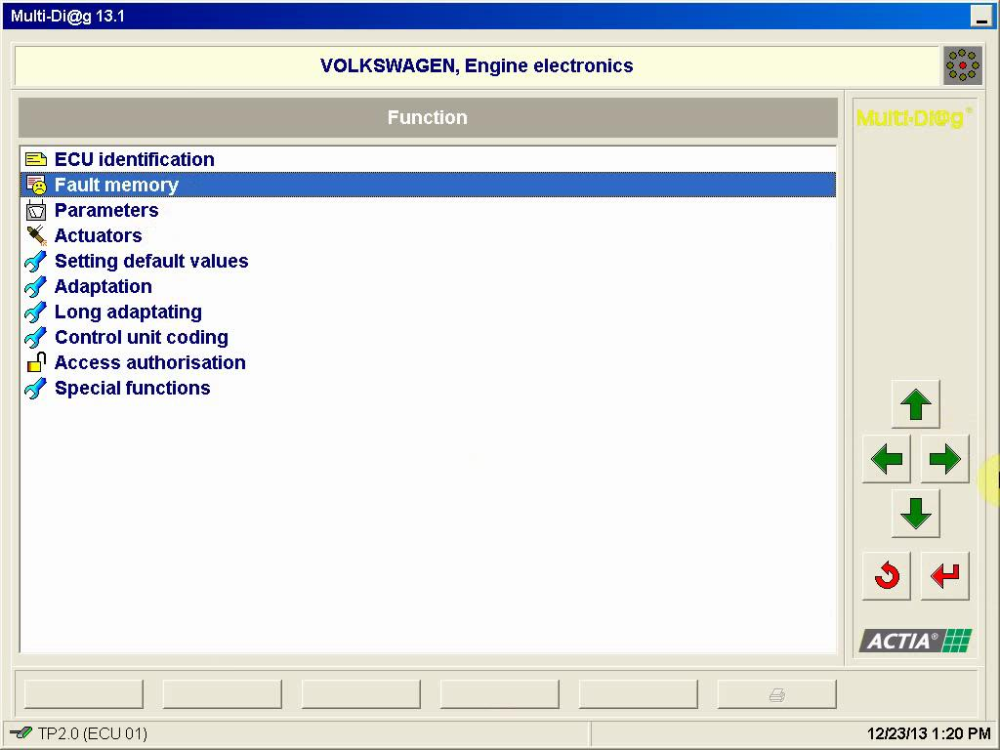 Multi-Di@g 13.1
VOLKSWAGEN, Engine electronics
Function
Multi-Di@g®
ECU identification
Fault memory
Parameters
Actuators
Setting default values
Adaptation
Long adaptating
Control unit coding
Access authorisation
Special functions
ACTIA®
TP2.0 (ECU 01)
12/23/13 1:20 PM